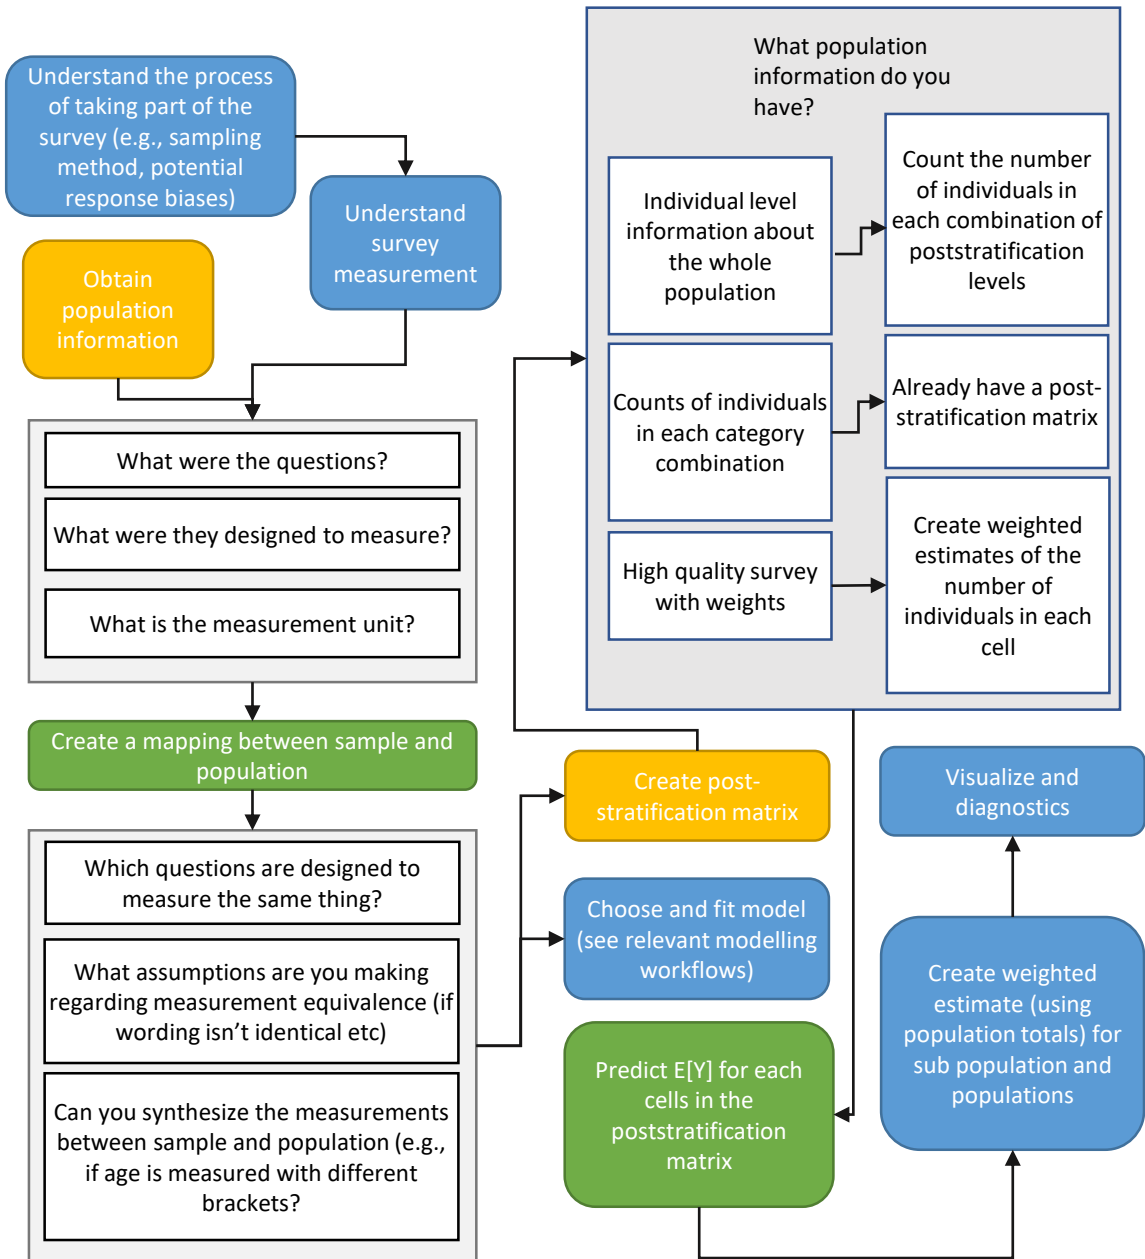 Understand the process
of taking part of the
survey (e.g., sampling
method, potential
response biases)
Understand
survey
measurement
Obtain
population
information
What were the questions?
What were they designed to measure?
What is the measurement unit?
Create a mapping between sample and
population
Which questions are designed to
measure the same thing?
What assumptions are you making
regarding measurement equivalence (if
wording isn't identical etc)
Can you synthesize the measurements
between sample and population (e.g.,
if age is measured with different
brackets?
What population
information do you
have?
Individual level
information about
the whole
population
Count the number
of individuals in
each combination of
poststratification
levels
Counts of individuals
in each category
combination
Already have a post-
stratification matrix
High quality survey
with weights
Create weighted
estimates of the
number of
individuals in each
cell
Create post-
stratification matrix
Choose and fit model
(see relevant modelling
workflows)
Predict E[Y] for each
cells in the
poststratification
matrix
Create weighted
estimate (using
population totals) for
sub population and
populations
Visualize and
diagnostics